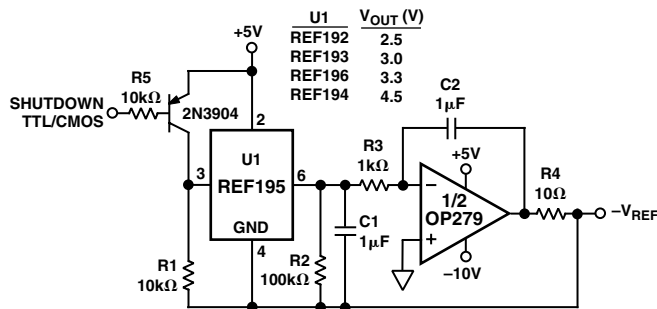 U1 VOUT (V)
REF192 2.5
REF193 3.0
REF196 3.3
REF194 4.5
+5V
R5
10kΩ
SHUTDOWN
TTL/CMOS
2N3904
2
U1
REF195
3
6
GND
4
R1
10kΩ
R2
100kΩ
C1
1µF
R3
1kΩ
C2
1µF
+5V
−
1/2
OP279
+
−10V
R4
10Ω
−VREF